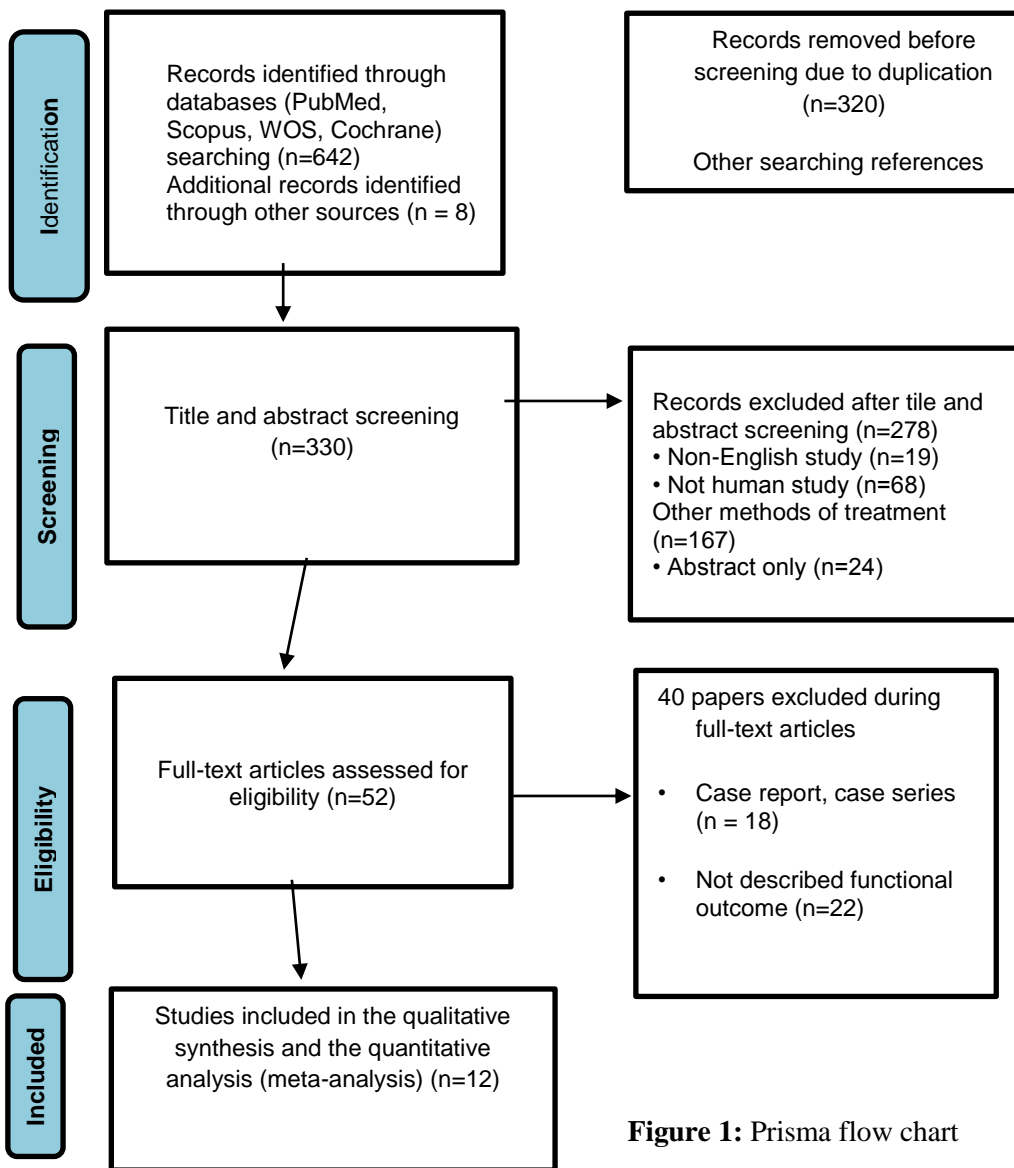 Identification
Records identified through
databases (PubMed,
Scopus, WOS, Cochrane)
searching (n=642)
Additional records identified
through other sources (n = 8)
Records removed before
screening due to duplication
(n=320)
Other searching references
Screening
Title and abstract screening
(n=330)
Records excluded after tile and
abstract screening (n=278)
• Non-English study (n=19)
• Not human study (n=68)
Other methods of treatment
(n=167)
• Abstract only (n=24)
Eligibility
Full-text articles assessed for
eligibility (n=52)
40 papers excluded during
full-text articles
• Case report, case series
(n = 18)
• Not described functional
outcome (n=22)
Included
Studies included in the qualitative
synthesis and the quantitative
analysis (meta-analysis) (n=12)
Figure 1: Prisma flow chart